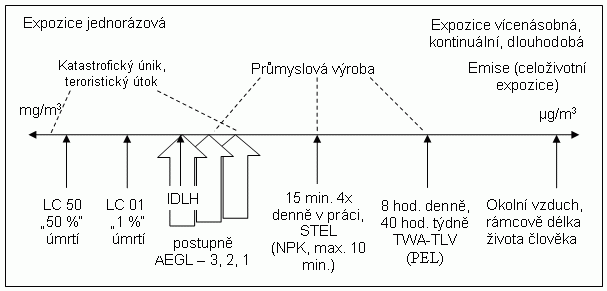 Expozice jednorázová
Expozice vícenásobná,
kontinuální, dlouhodobá
Katastrofický únik,
teroristický útok
Průmyslová výroba
Emise (celoživotní
expozice)
mg/m³
µg/m³
LC 50
„50 %“
úmrtí
LC 01
„1 %“
úmrtí
IDLH
postupně
AEGL – 3, 2, 1
15 min. 4x
denně v práci,
STEL
(NPK, max. 10
min.)
8 hod. denně,
40 hod. týdně
TWA-TLV
(PEL)
Okolní vzduch,
rámcově délka
života člověka